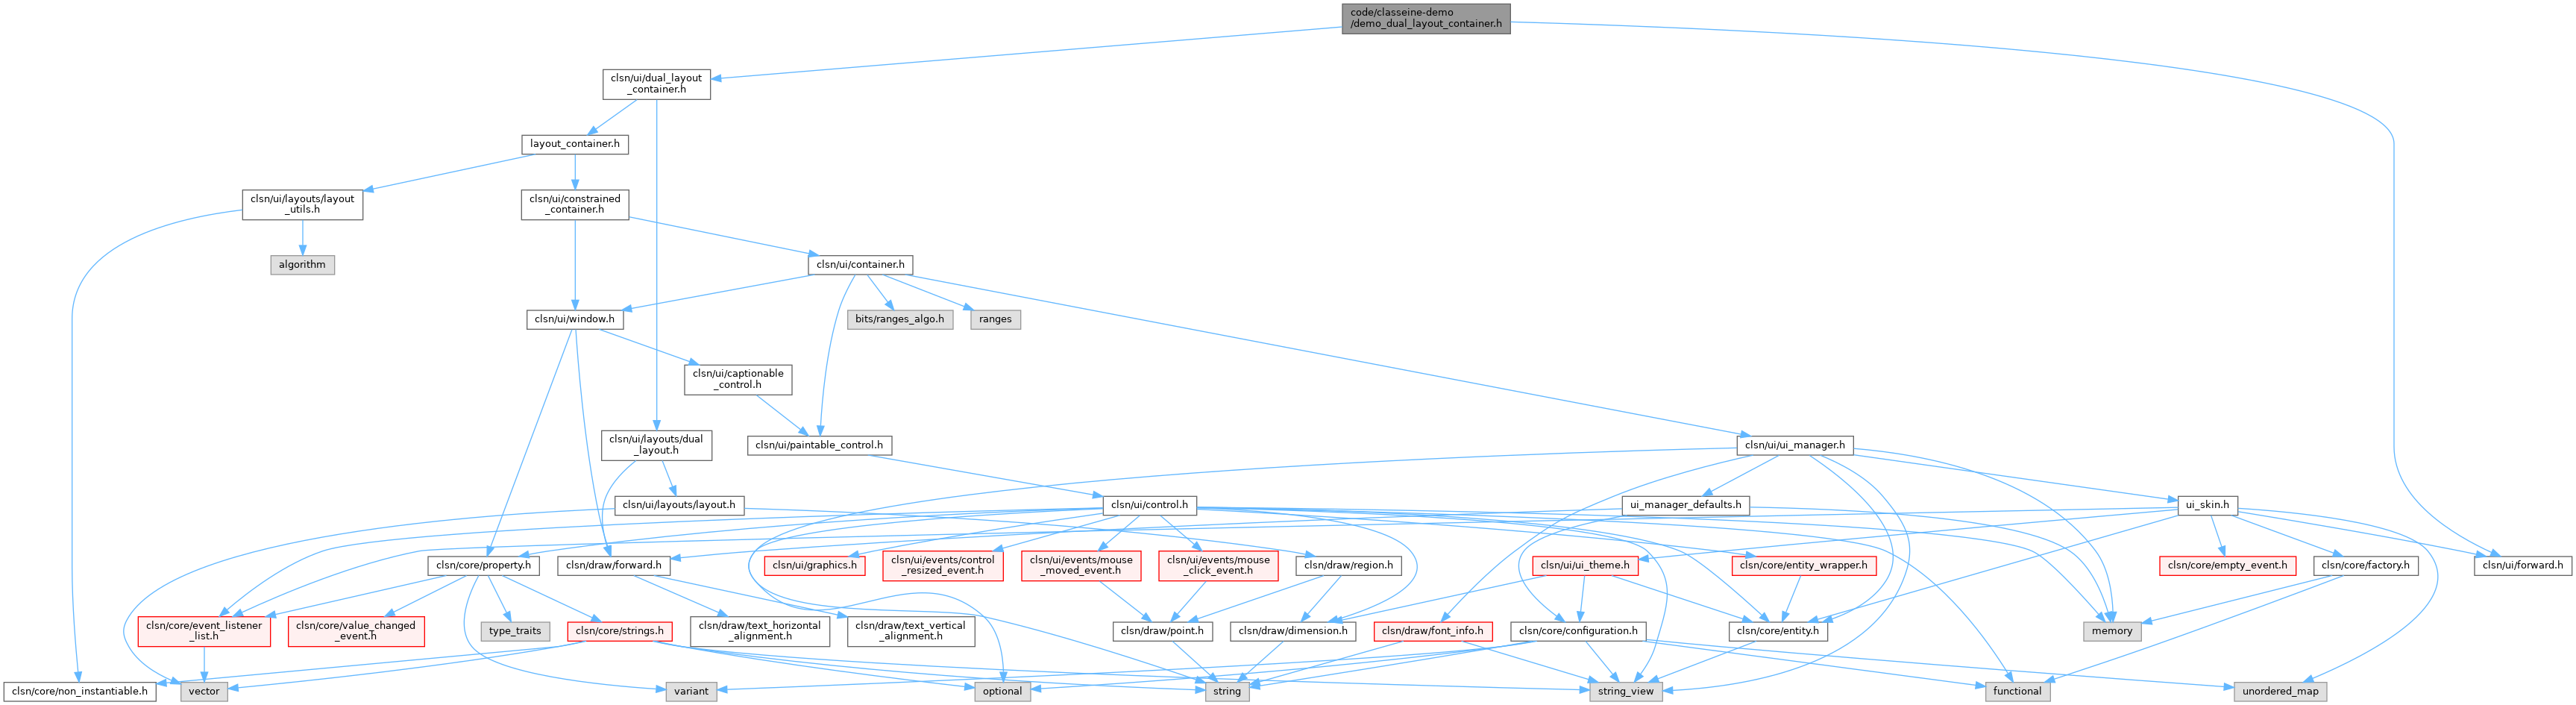 code/classeine-demo
/demo_dual_layout_container.h
clsn/ui/dual_layout
_container.h
layout_container.h
clsn/ui/layouts/layout
_utils.h
clsn/ui/constrained
_container.h
algorithm
clsn/ui/container.h
clsn/ui/window.h
bits/ranges_algo.h
ranges
clsn/ui/captionable
_control.h
clsn/ui/layouts/dual
_layout.h
clsn/ui/paintable_control.h
clsn/ui/ui_manager.h
clsn/ui/layouts/layout.h
clsn/ui/control.h
ui_manager_defaults.h
ui_skin.h
clsn/core/property.h
clsn/draw/forward.h
clsn/ui/graphics.h
clsn/ui/events/control
_resized_event.h
clsn/ui/events/mouse
_moved_event.h
clsn/ui/events/mouse
_click_event.h
clsn/draw/region.h
clsn/ui/ui_theme.h
clsn/core/entity_wrapper.h
clsn/core/empty_event.h
clsn/core/factory.h
clsn/ui/forward.h
clsn/core/event_listener
_list.h
clsn/core/value_changed
_event.h
type_traits
clsn/core/strings.h
clsn/draw/text_horizontal
_alignment.h
clsn/draw/text_vertical
_alignment.h
clsn/draw/point.h
clsn/draw/dimension.h
clsn/draw/font_info.h
clsn/core/configuration.h
clsn/core/entity.h
memory
clsn/core/non_instantiable.h
vector
variant
optional
string
string_view
functional
unordered_map